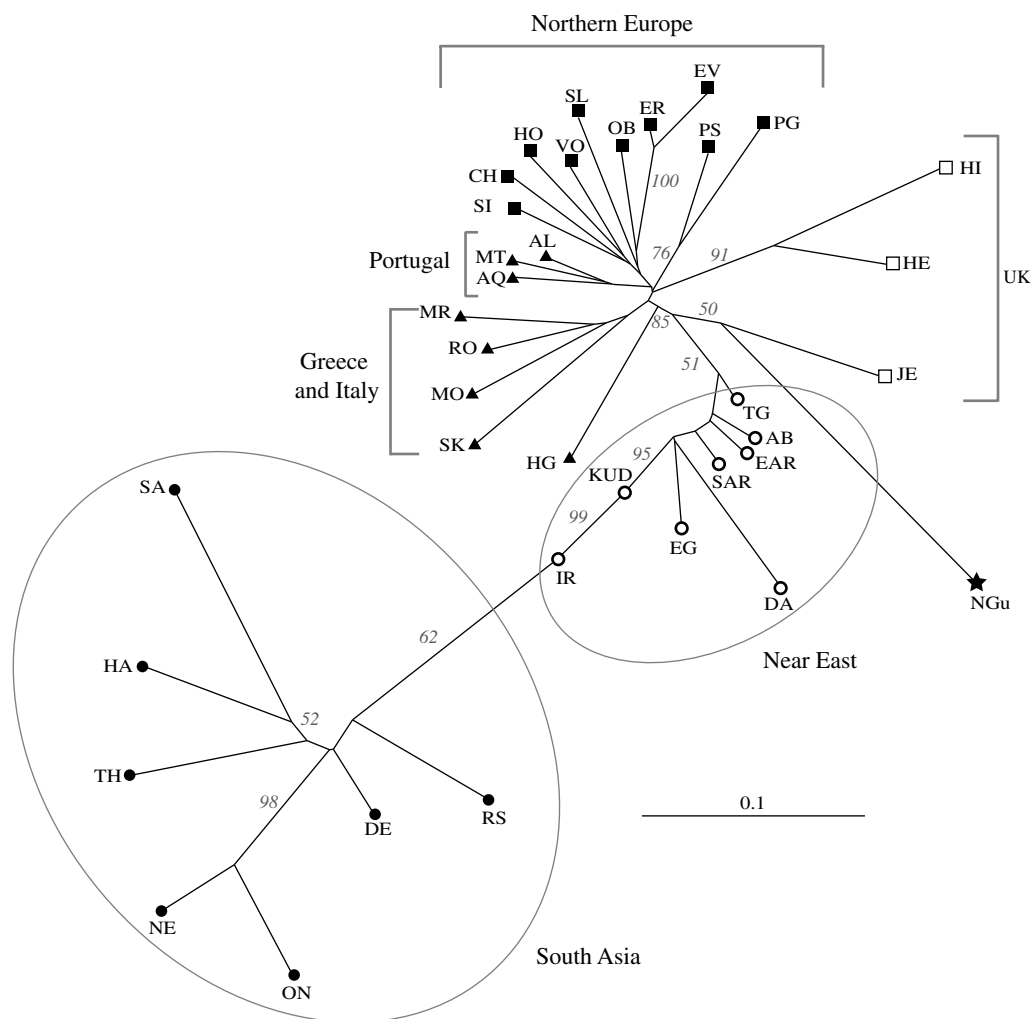 Northern Europe
EV
SL
ER
OB
PS
PG
HO
VO
CH
100
HI
SI
AL
76
91
Portugal
MT
HE
AQ
UK
MR
85
50
RO
Greece
and Italy
51
JE
MO
TG
SK
AB
HG
95
EAR
KUD
SAR
SA
99
EG
IR
DA
NGu
62
Near East
HA
52
TH
98
0.1
DE
RS
NE
South Asia
ON